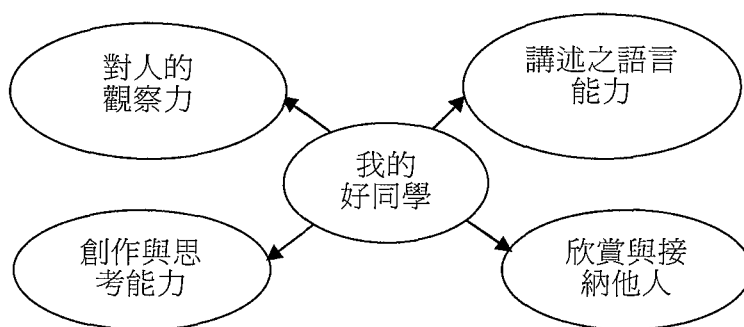 對人的
觀察力
講述之語言
能力
我的
好同學
創作與思
考能力
欣賞與接
納他人